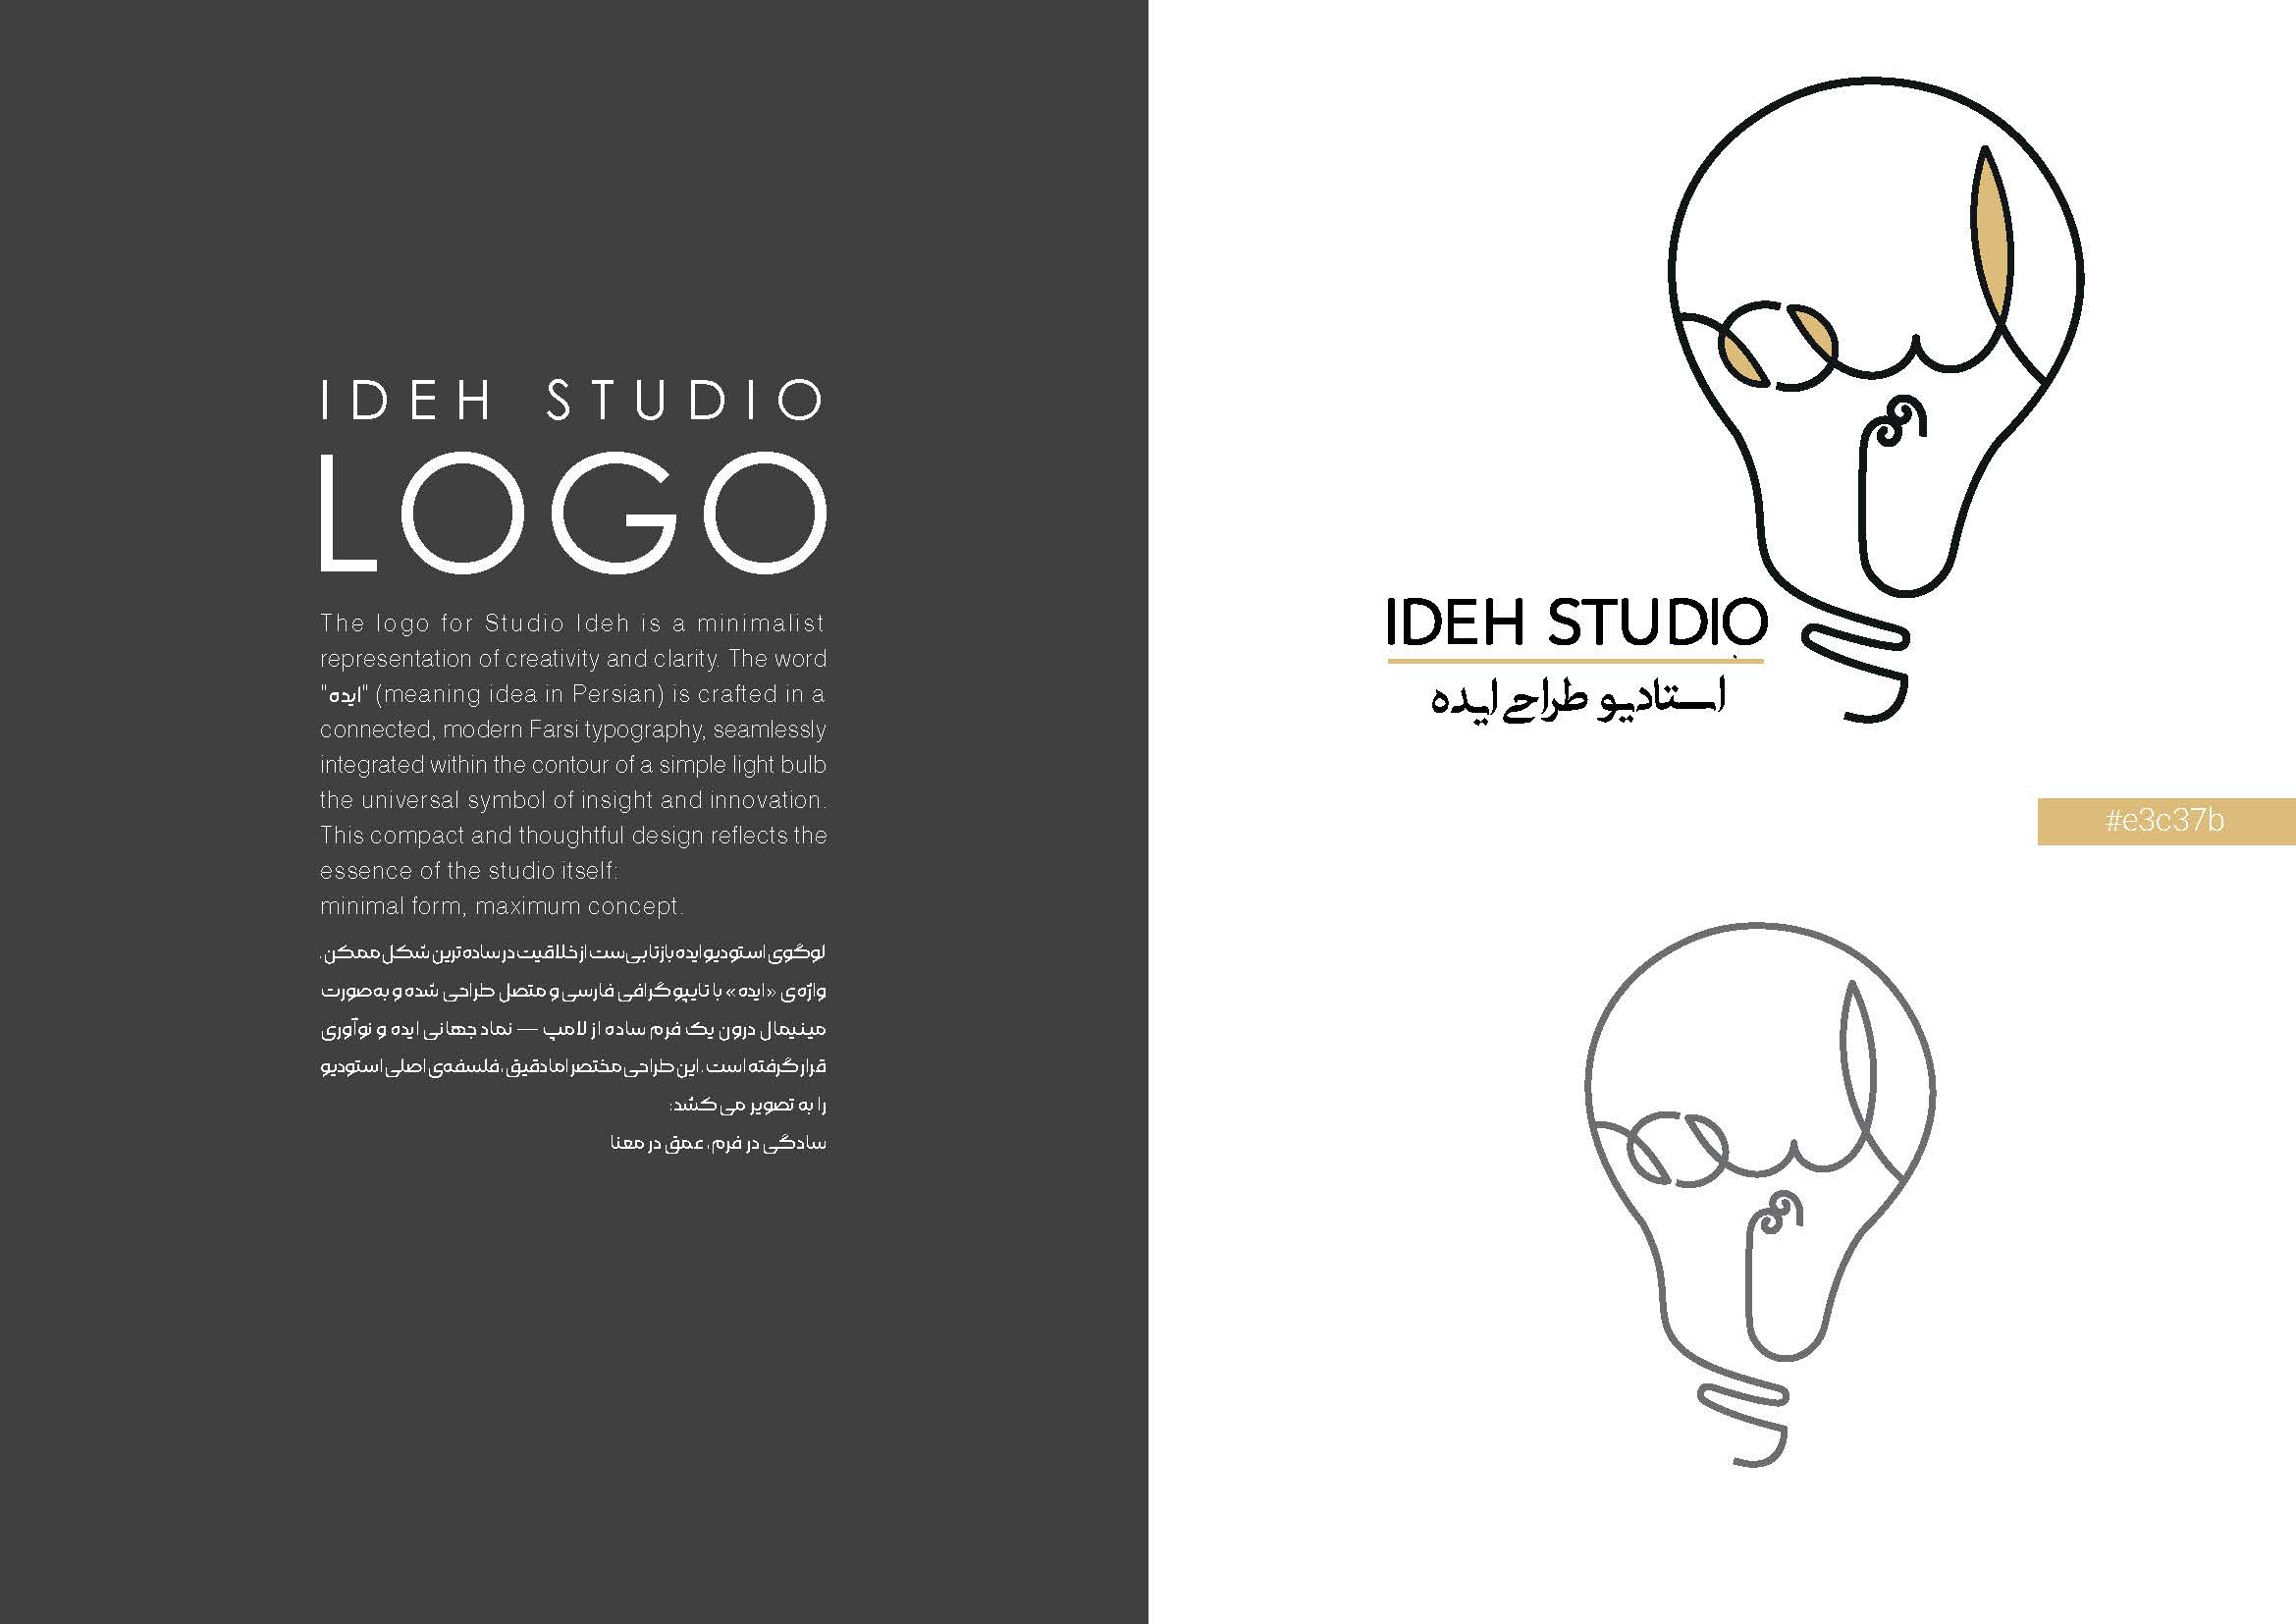 IDEH STUDIO
LOGO
The logo for Studio Ideh is a minimalist
representation of creativity and clarity. The word
"ایده" (meaning idea in Persian) is crafted in a
connected, modern Farsi typography, seamlessly
integrated within the contour of a simple light bulb
the universal symbol of insight and innovation.
This compact and thoughtful design reflects the
essence of the studio itself:
minimal form, maximum concept.
لوگوی استودیو ایده بازتابی‌ست از خلاقیت در ساده‌ترین شکل ممکن.
واژه‌ی «ایده» با تایپوگرافی فارسی و متصل طراحی شده و به‌صورت
مینیمال درون یک فرم ساده از لامپ — نماد جهانی ایده و نوآوری
قرار گرفته است. این طراحی مختصر اما دقیق، فلسفه‌ی اصلی استودیو
را به تصویر می‌کشد:
سادگی در فرم، عمق در معنا
IDEH STUDIO
استادیو طراحی ایده
#e3c37b